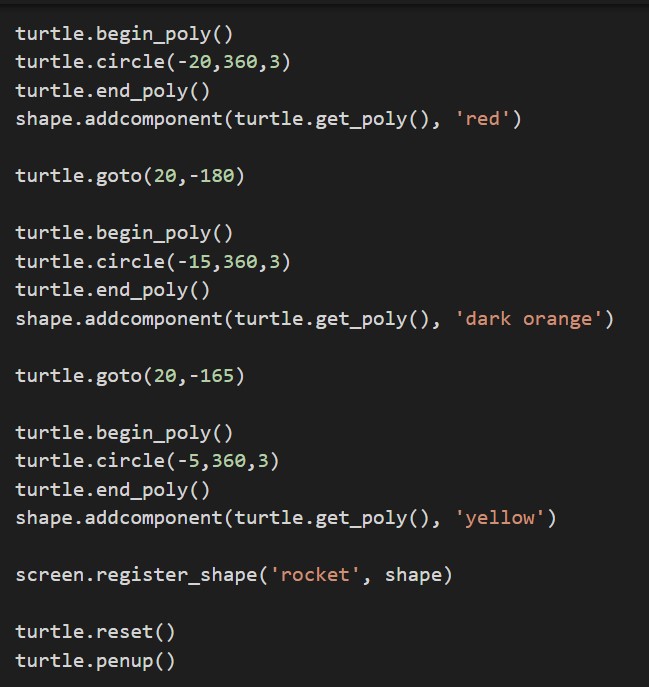 turtle.begin_poly()
turtle.circle(-20,360,3)
turtle.end_poly()
shape.addcomponent(turtle.get_poly(), 'red')
turtle.goto(20,-180)
turtle.begin_poly()
turtle.circle(-15,360,3)
turtle.end_poly()
shape.addcomponent(turtle.get_poly(), 'dark orange')
turtle.goto(20,-165)
turtle.begin_poly()
turtle.circle(-5,360,3)
turtle.end_poly()
shape.addcomponent(turtle.get_poly(), 'yellow')
screen.register_shape('rocket', shape)
turtle.reset()
turtle.penup()